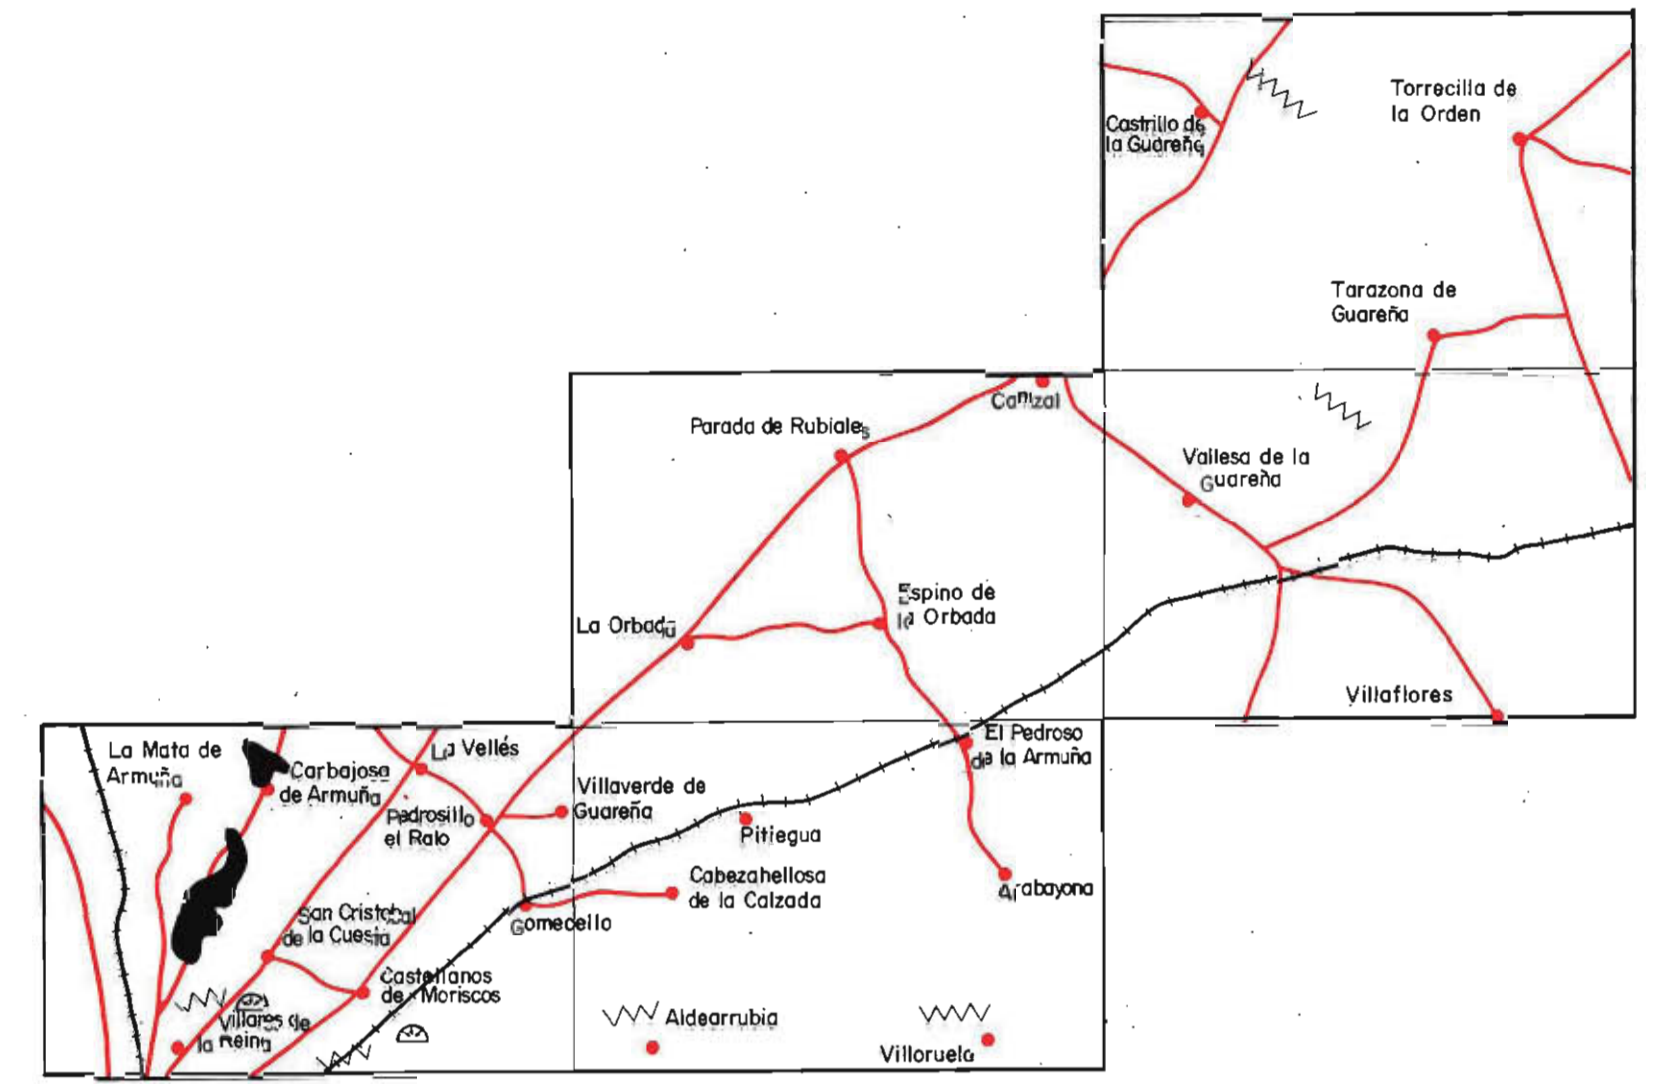 Torrecilla de
la Orden
Castrillo de
la Guareña
Tarazona de
Guareña
Cañizal
Parada de Rubiales
Vallesa de la
Guareña
Espino de
la Orbada
La Orbada
Villaflores
El Pedroso
de la Armuña
La Mata de
Armuña
La Vellés
Carbajosa
de Armuña
Villaverde de
Guareña
Pedrosillo
el Ralo
Pitiegua
Cabezahellosa
de la Calzada
Arabayona
San Cristobal
de la Cuesta
Gomecello
Castellanos
de Moriscos
Villares de
la Reina
Aldearrubia
Villoruela